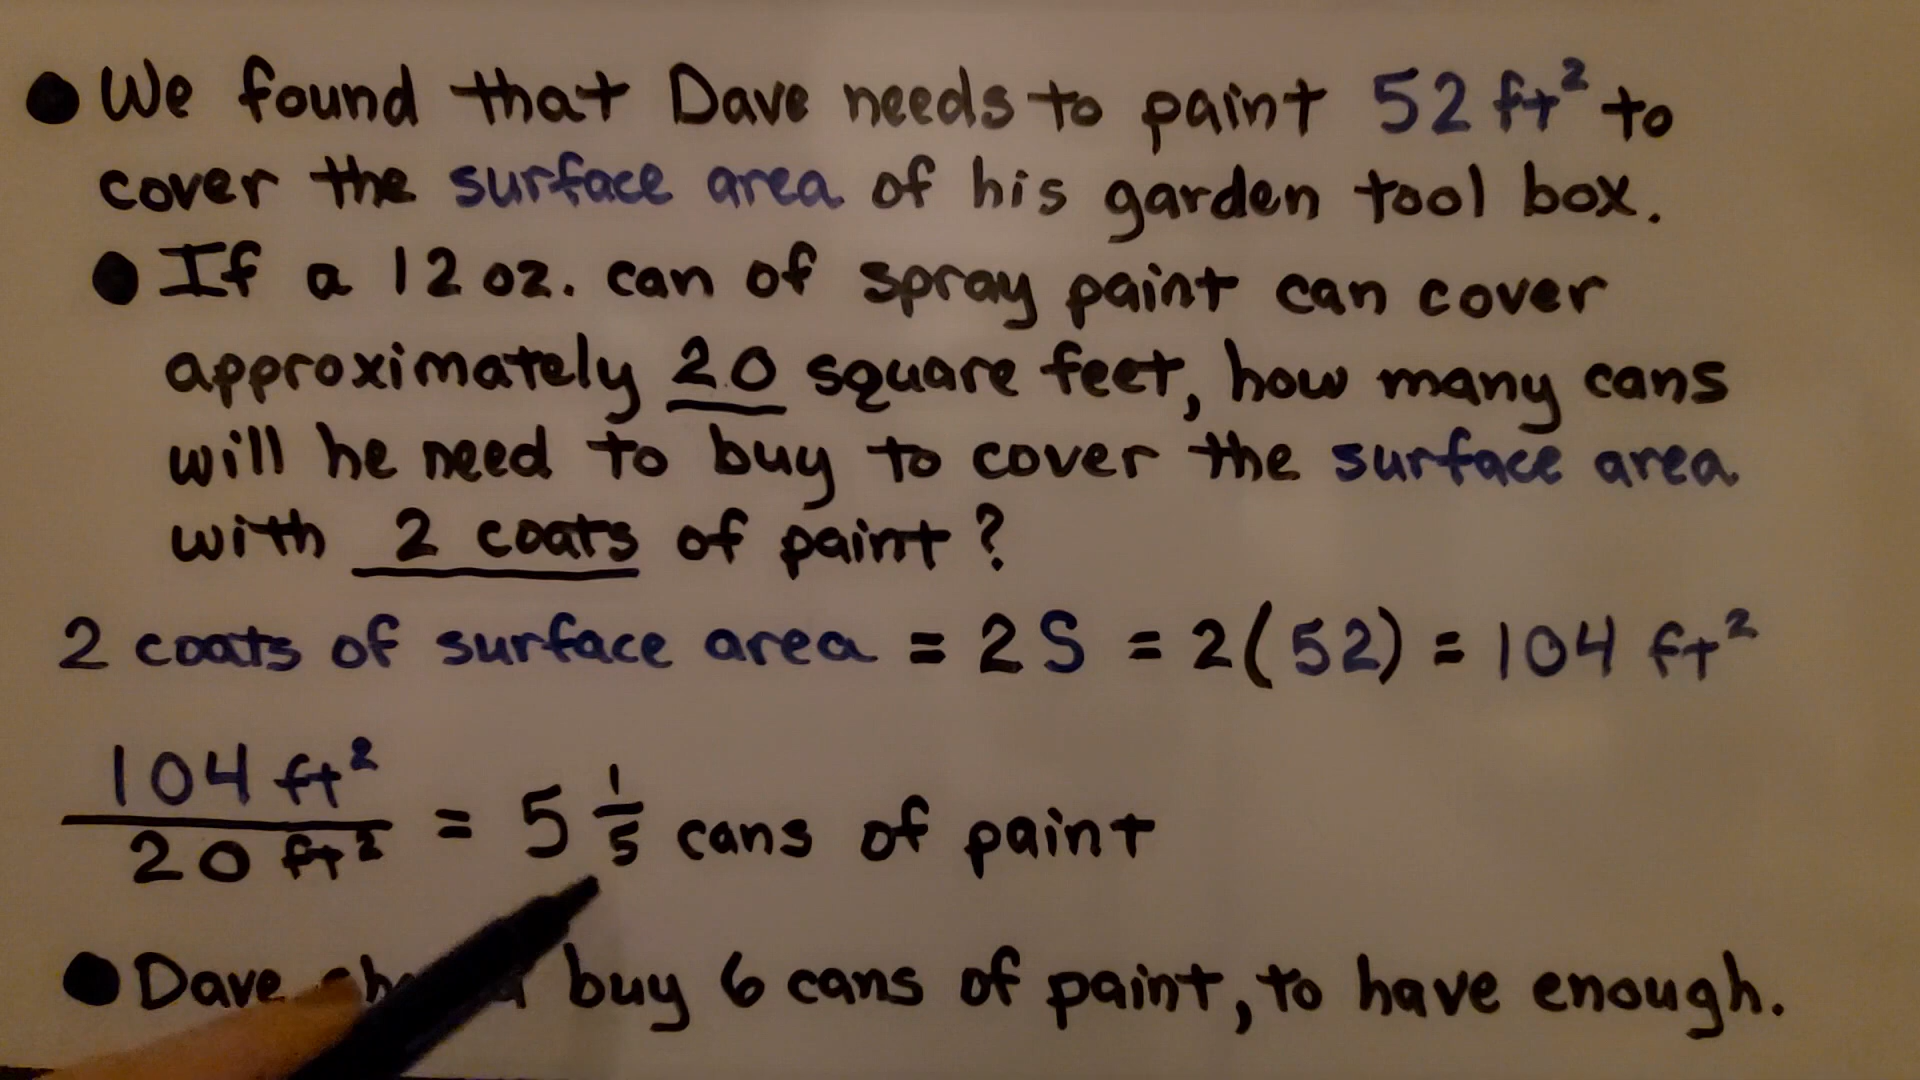 ● We found that Dave needs to paint 52 ft² to
cover the surface area of his garden tool box.
● If a 12 oz. can of spray paint can cover
approximately 20 square feet, how many cans
will he need to buy to cover the surface area
with 2 coats of paint?
2 coats of surface area = 2S = 2(52) = 104 ft²
104 ft²
20 ft²
= 5 1/5 cans of paint
● Dave buy 6 cans of paint, to have enough.